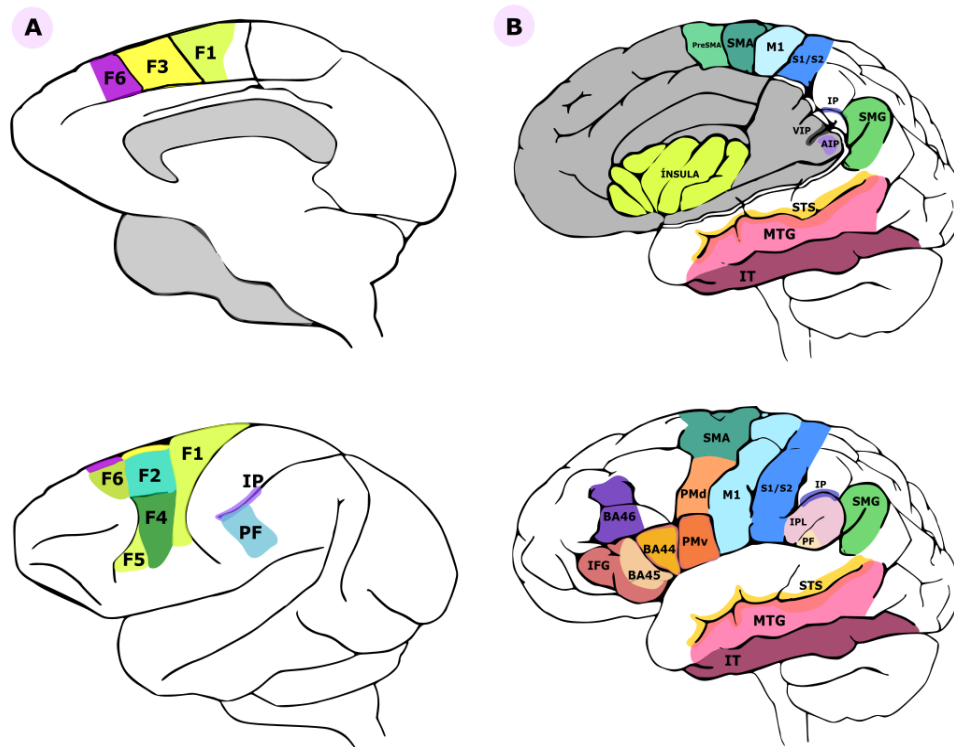 A
F6
F3
F1
B
PreSMA
SMA
M1
S1/S2
IP
VIP
AIP
SMG
ÍNSULA
STS
MTG
IT
F6
F2
F1
F4
F5
IP
PF
SMA
PMd
M1
S1/S2
IP
IPL
PF
SMG
BA46
BA44
PMv
IFG
BA45
STS
MTG
IT